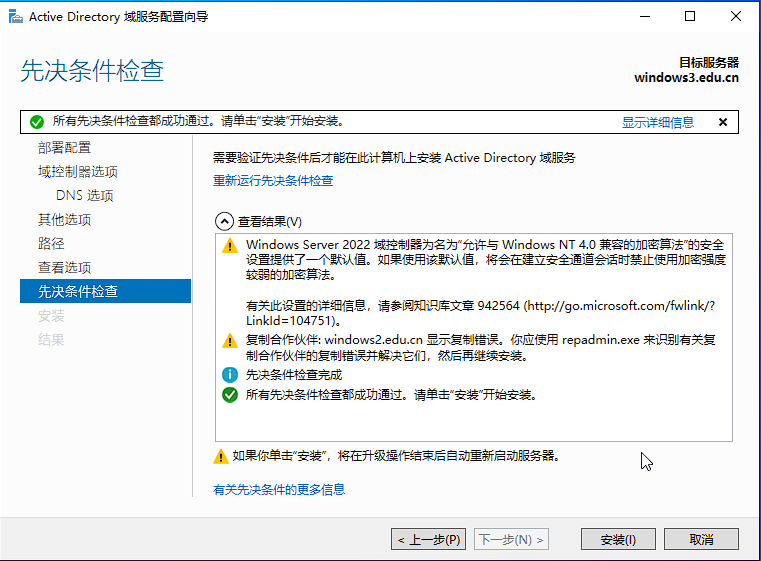 Active Directory 域服务配置向导
先决条件检查
目标服务器
windows3.edu.cn
所有先决条件检查都成功通过。请单击“安装”开始安装。
显示详细信息
部署配置
域控制器选项
DNS 选项
其他选项
路径
查看选项
先决条件检查
安装
结果
需要验证先决条件后才能在此计算机上安装 Active Directory 域服务
重新运行先决条件检查
查看结果(V)
Windows Server 2022 域控制器为名为“允许与 Windows NT 4.0 兼容的加密算法”的安全
设置提供了一个默认值。如果使用该默认值，将会在建立安全通道会话时禁止使用加密强度
较弱的加密算法。
有关此设置的详细信息，请参阅知识库文章 942564 (http://go.microsoft.com/fwlink/?
LinkId=104751)。
复制合作伙伴: windows2.edu.cn 显示复制错误。你应使用 repadmin.exe 来识别有关复
制合作伙伴的复制错误并解决它们，然后再继续安装。
先决条件检查完成
所有先决条件检查都成功通过。请单击“安装”开始安装。
如果你单击“安装”，将在升级操作结束后自动重新启动服务器。
有关先决条件的更多信息
< 上一步(P)
下一步(N) >
安装(I)
取消